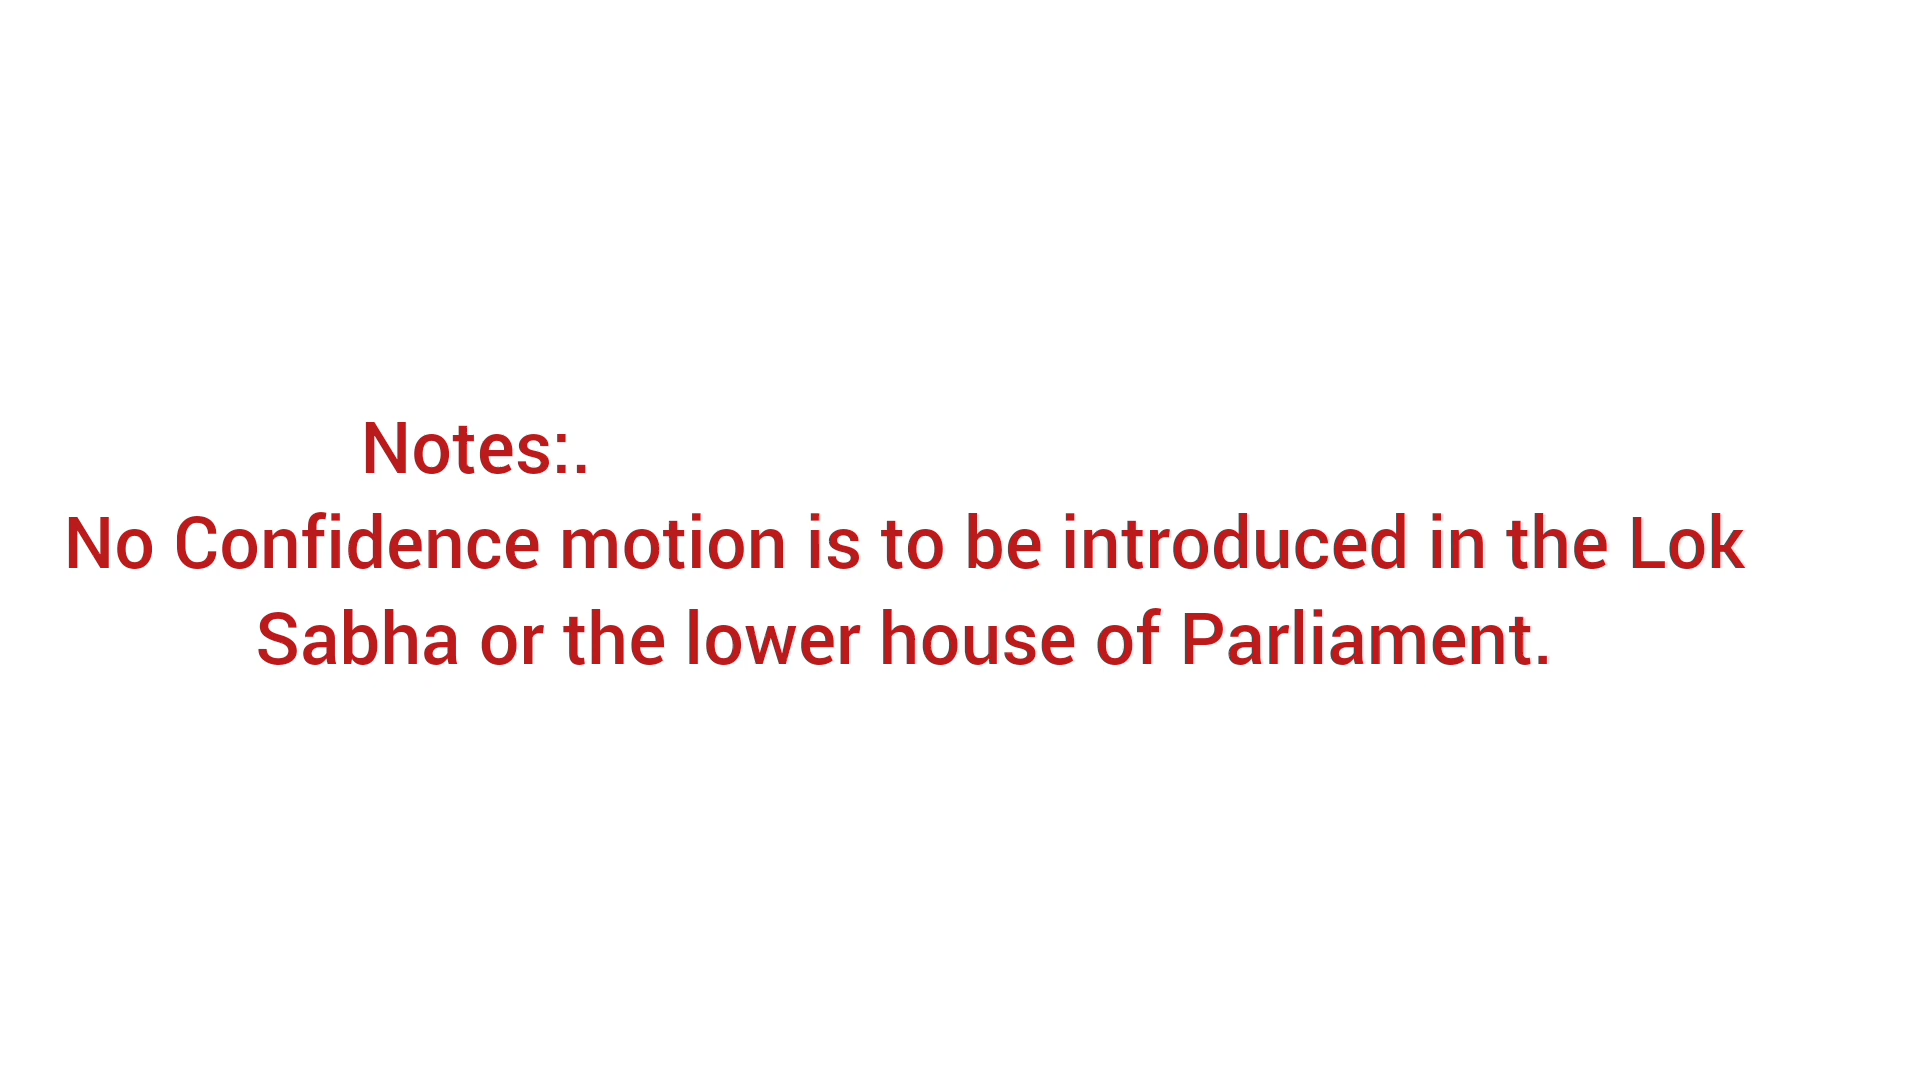 Notes:.
No Confidence motion is to be introduced in the Lok
Sabha or the lower house of Parliament.